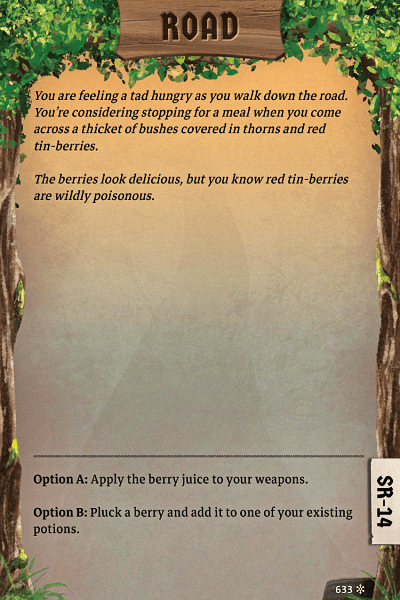 ROAD
You are feeling a tad hungry as you walk down the road.
You're considering stopping for a meal when you come
across a thicket of bushes covered in thorns and red
tin-berries.
The berries look delicious, but you know red tin-berries
are wildly poisonous.
Option A: Apply the berry juice to your weapons.
Option B: Pluck a berry and add it to one of your existing
potions.
SR-14
633